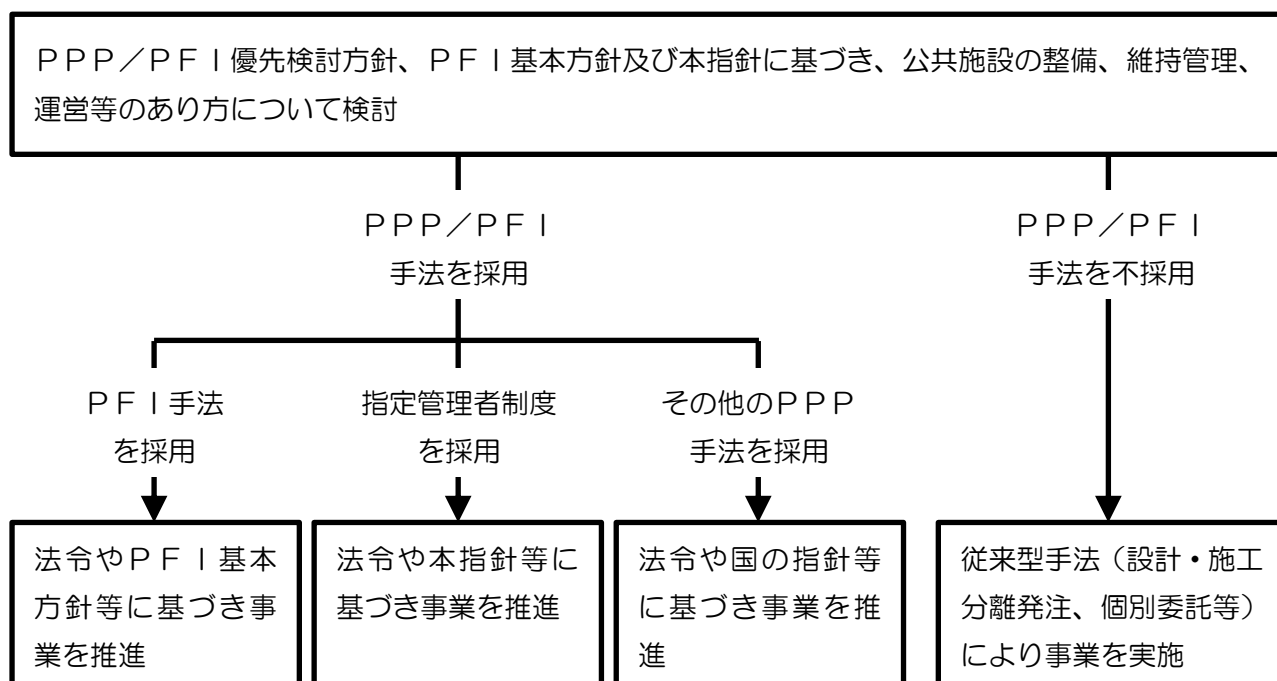 ＰＰＰ／ＰＦＩ優先検討方針、ＰＦＩ基本方針及び本指針に基づき、公共施設の整備、維持管理、
運営等のあり方について検討
ＰＰＰ／ＰＦＩ
手法を採用
ＰＰＰ／ＰＦＩ
手法を不採用
ＰＦＩ手法
を採用
指定管理者制度
を採用
その他のＰＰＰ
手法を採用
法令やＰＦＩ基本
方針等に基づき事
業を推進
法令や本指針等に
基づき事業を推進
法令や国の指針等
に基づき事業を推
進
従来型手法（設計・施工
分離発注、個別委託等）
により事業を実施